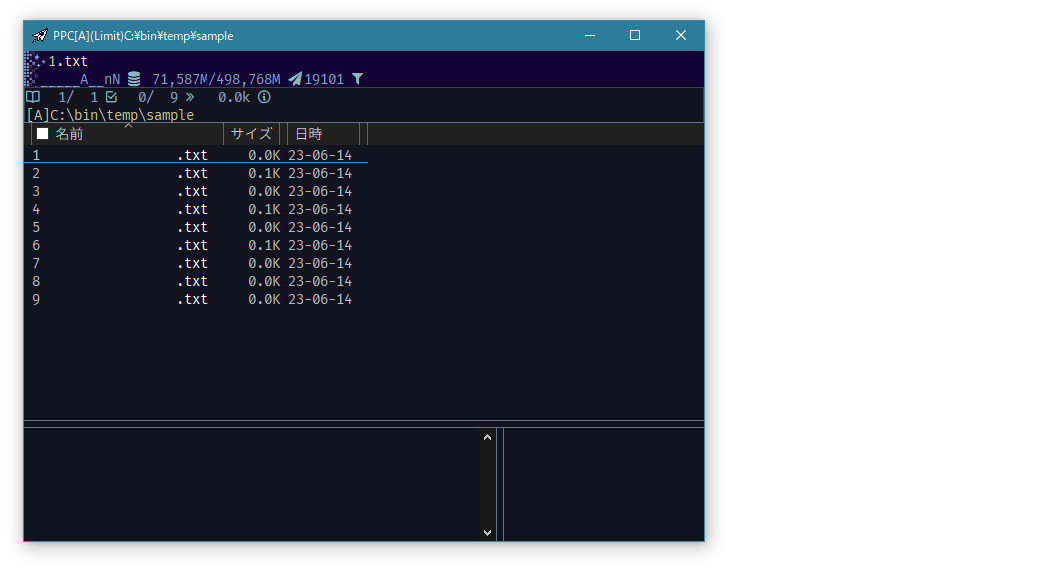 PPC[A](Limit)C:¥bin¥temp¥sample
1.txt
_____A__nN 71,587M/498,768M 19101
1/ 1 0/ 9 » 0.0k
[A]C:\bin\temp\sample
名前 サイズ 日時
1 .txt 0.0K 23-06-14
2 .txt 0.1K 23-06-14
3 .txt 0.0K 23-06-14
4 .txt 0.1K 23-06-14
5 .txt 0.0K 23-06-14
6 .txt 0.1K 23-06-14
7 .txt 0.0K 23-06-14
8 .txt 0.0K 23-06-14
9 .txt 0.0K 23-06-14